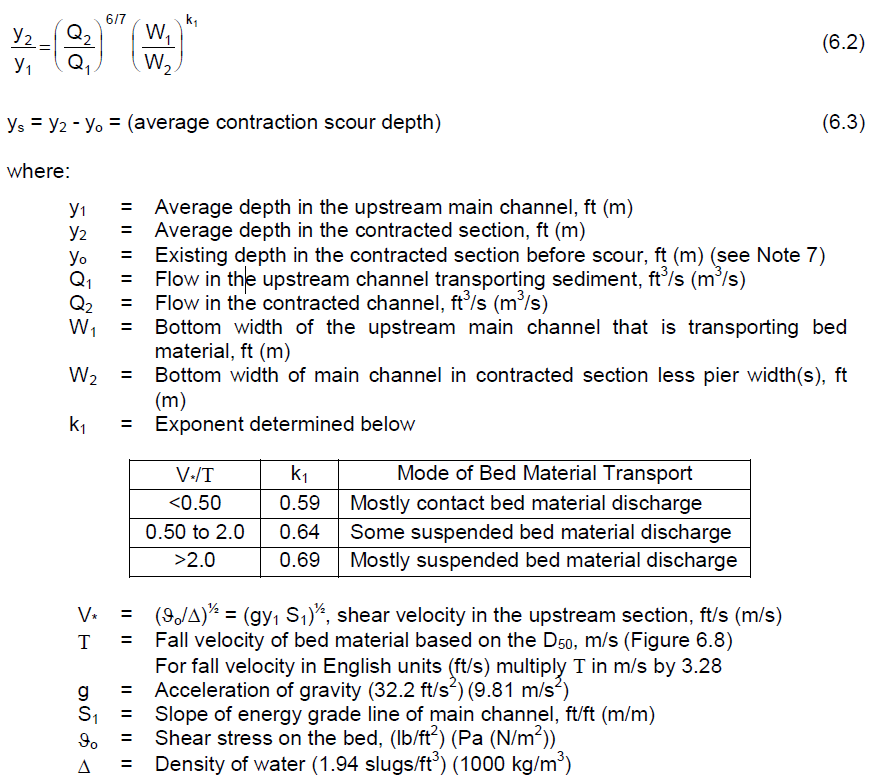 y₂/y₁ = (Q₂/Q₁)^6/7 (W₁/W₂)^k₁ (6.2)
yₛ = y₂ - yₒ = (average contraction scour depth) (6.3)
where:
y₁ = Average depth in the upstream main channel, ft (m)
y₂ = Average depth in the contracted section, ft (m)
yₒ = Existing depth in the contracted section before scour, ft (m) (see Note 7)
Q₁ = Flow in the upstream channel transporting sediment, ft³/s (m³/s)
Q₂ = Flow in the contracted channel, ft³/s (m³/s)
W₁ = Bottom width of the upstream main channel that is transporting bed
material, ft (m)
W₂ = Bottom width of main channel in contracted section less pier width(s), ft
(m)
k₁ = Exponent determined below
V*/T k₁ Mode of Bed Material Transport
<0.50 0.59 Mostly contact bed material discharge
0.50 to 2.0 0.64 Some suspended bed material discharge
>2.0 0.69 Mostly suspended bed material discharge
V* = (ϑₒ/Δ)^½ = (gy₁ S₁)^½, shear velocity in the upstream section, ft/s (m/s)
T = Fall velocity of bed material based on the D₅₀, m/s (Figure 6.8)
For fall velocity in English units (ft/s) multiply T in m/s by 3.28
g = Acceleration of gravity (32.2 ft/s²) (9.81 m/s²)
S₁ = Slope of energy grade line of main channel, ft/ft (m/m)
ϑₒ = Shear stress on the bed, (lb/ft²) (Pa (N/m²))
Δ = Density of water (1.94 slugs/ft³) (1000 kg/m³)